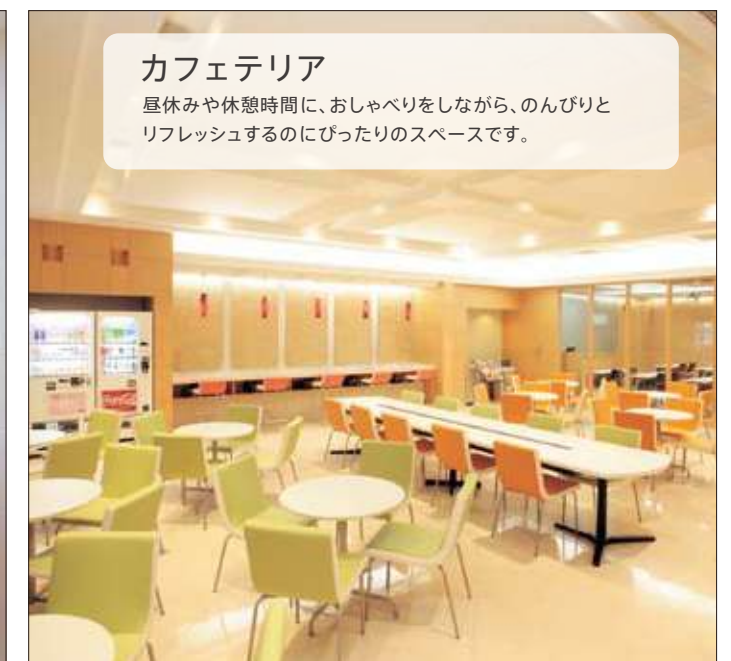 カフェテリア
昼休みや休憩時間に、おしゃべりをしながら、のんびりと
リフレッシュするのにぴったりのスペースです。
Coca-Cola